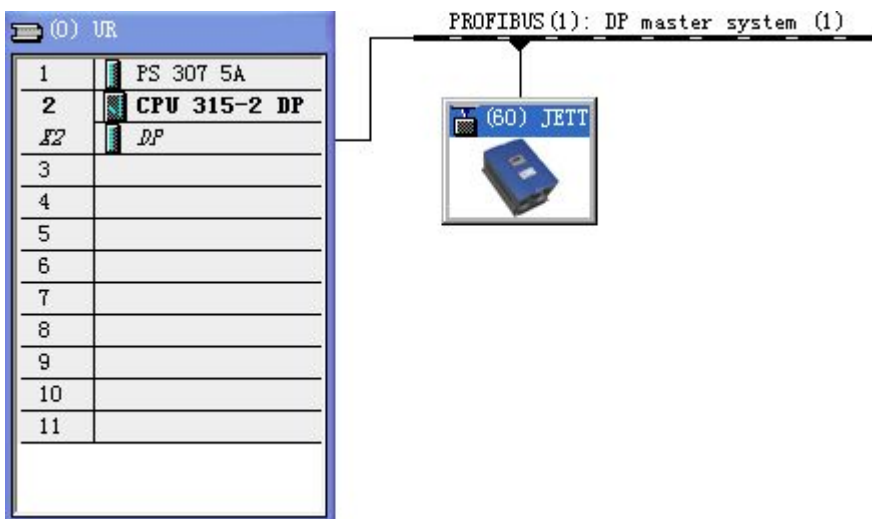 (0) UR
1 PS 307 5A
2 CPU 315-2 DP
X2 DP
3
4
5
6
7
8
9
10
11
PROFIBUS(1): DP master system (1)
(60) JETT